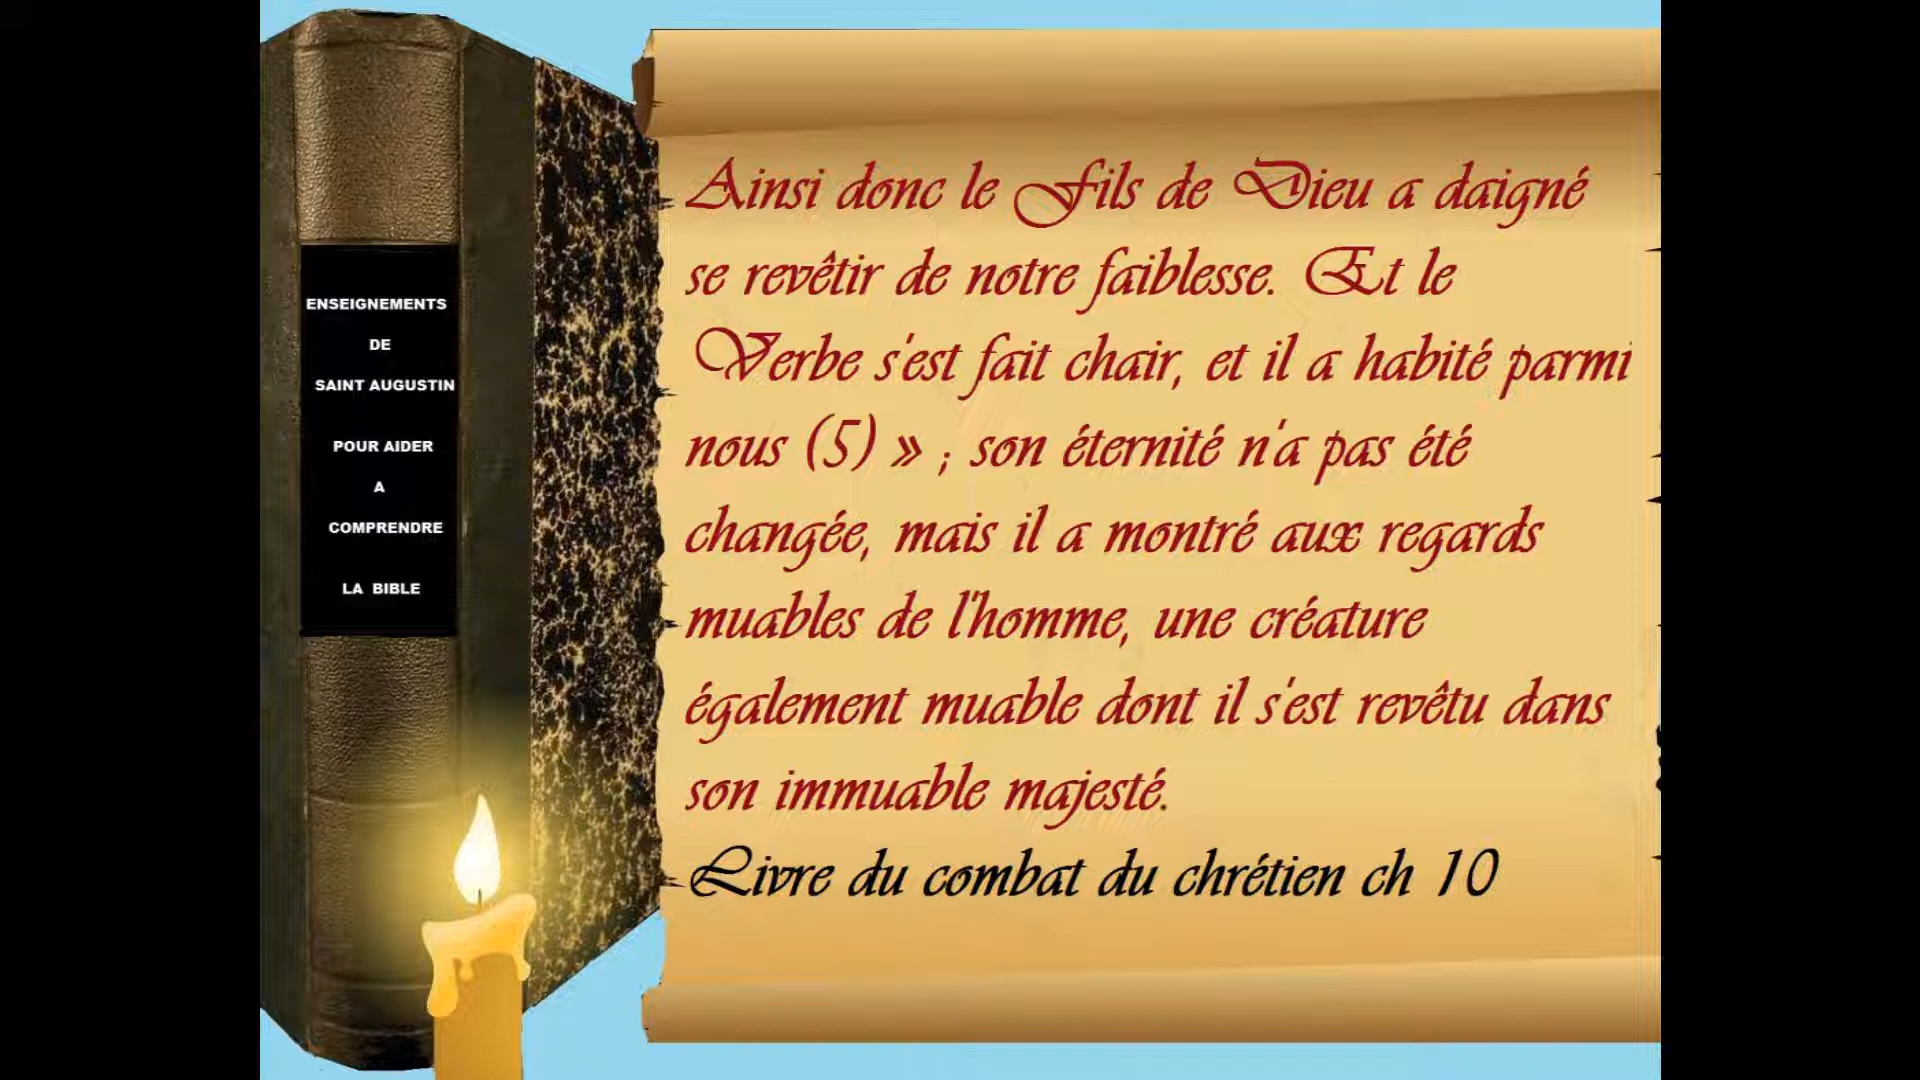 ENSEIGNEMENTS
DE
SAINT AUGUSTIN
POUR AIDER
A
COMPRENDRE
LA BIBLE
Ainsi donc le Fils de Dieu a daigné
se revêtir de notre faiblesse. Et le
Verbe s'est fait chair, et il a habité parmi
nous (5) » ; son éternité n'a pas été
changée, mais il a montré aux regards
muables de l'homme, une créature
également muable dont il s'est revêtu dans
son immuable majesté.
Livre du combat du chrétien ch 10